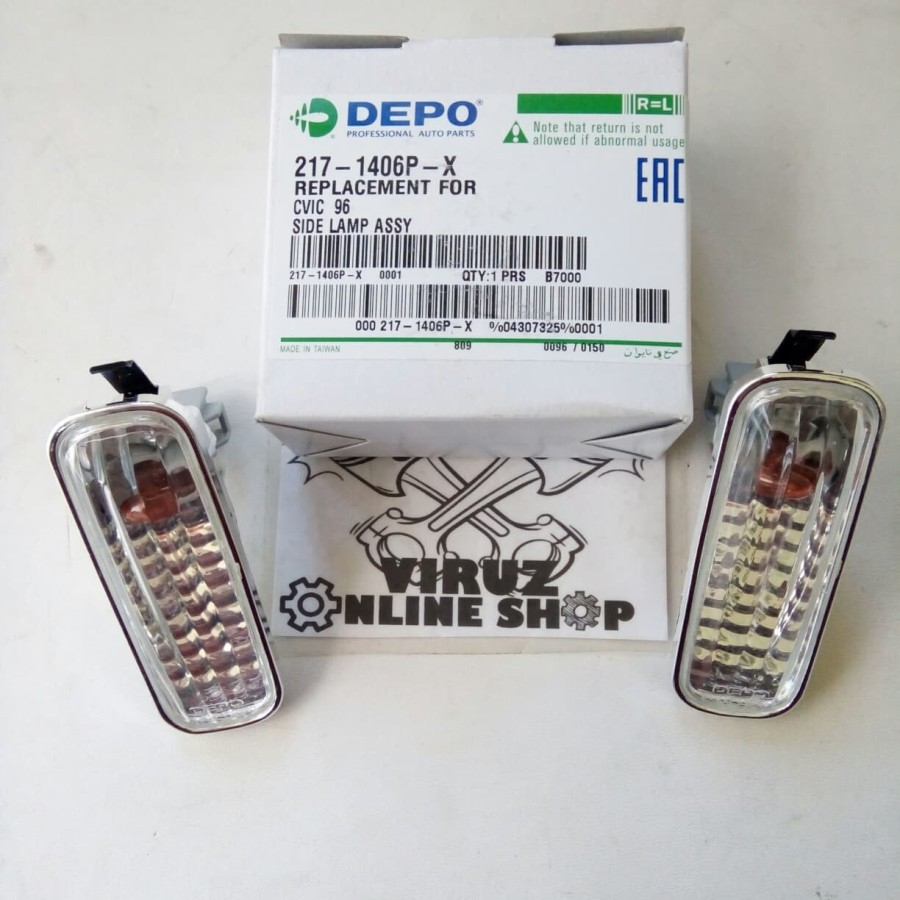 DEPO®
PROFESSIONAL AUTO PARTS
R=L
Note that return is not
allowed if abnormal usage
217-1406P-X
REPLACEMENT FOR
CVIC 96
SIDE LAMP ASSY
EAC
217-1406P-X 0001 QTY:1 PRS B7000
000 217-1406P-X %04307325%0001
MADE IN TAIWAN 809 0096 / 0150
VIRUZ
ONLINE SHOP
DEPO
DEPO